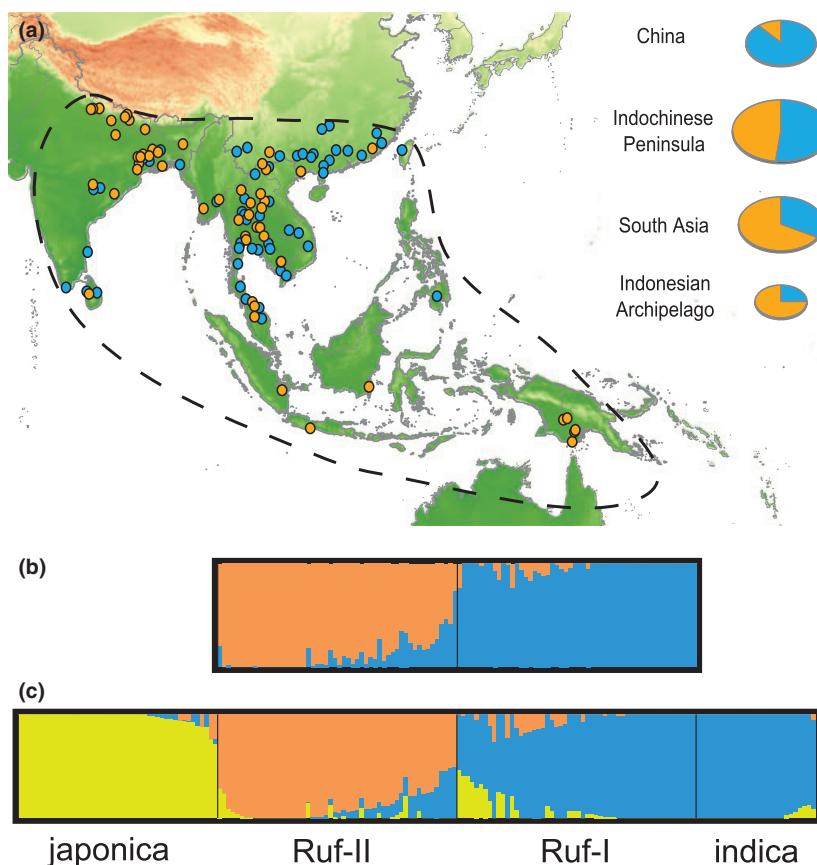 (a)
China
Indochinese
Peninsula
South Asia
Indonesian
Archipelago
(b)
(c)
japonica
Ruf-II
Ruf-I
indica